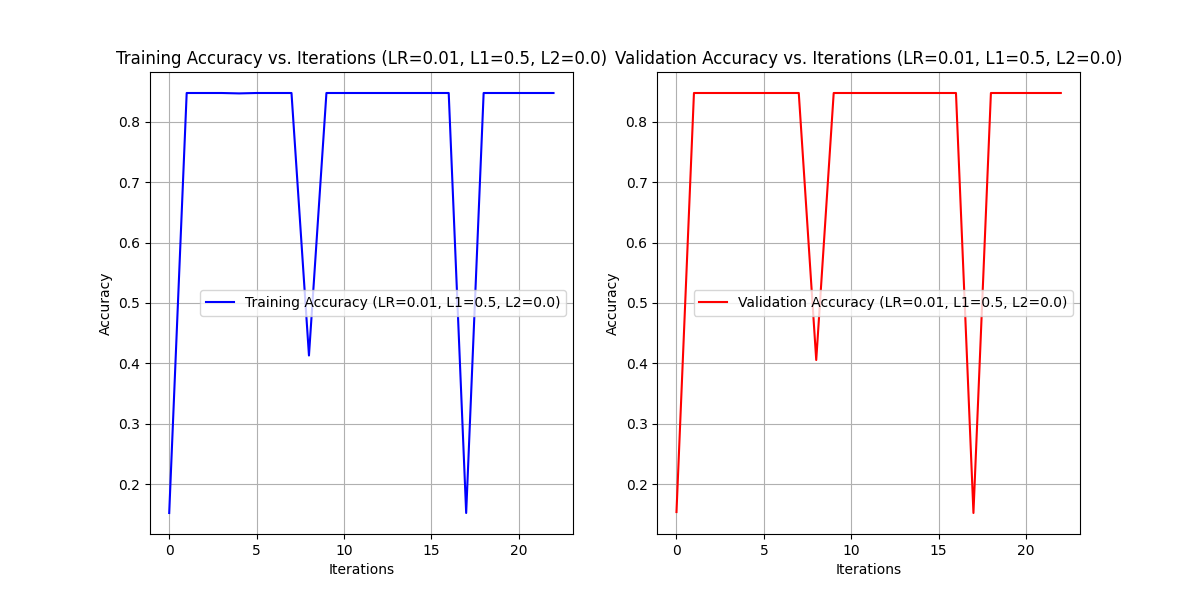 Training Accuracy vs. Iterations (LR=0.01, L1=0.5, L2=0.0)
Accuracy
0.8
0.7
0.6
0.5
0.4
0.3
0.2
Training Accuracy (LR=0.01, L1=0.5, L2=0.0)
0 5 10 15 20
Iterations
Validation Accuracy vs. Iterations (LR=0.01, L1=0.5, L2=0.0)
Accuracy
0.8
0.7
0.6
0.5
0.4
0.3
0.2
Validation Accuracy (LR=0.01, L1=0.5, L2=0.0)
0 5 10 15 20
Iterations